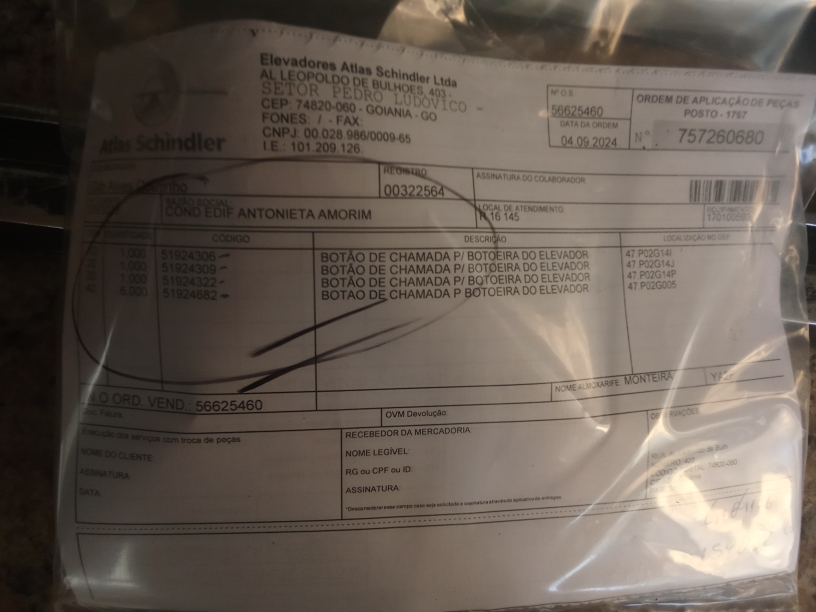 Elevadores Atlas Schindler Ltda
AL LEOPOLDO DE BULHOES, 403 -
SETOR PEDRO LUDOVICO -
CEP: 74820-060 - GOIANIA - GO
FONES: / - FAX:
CNPJ: 00.028.986/0009-65
I.E.: 101.209.126.
Atlas Schindler
Nº O.S.
56625460
DATA DA ORDEM
04.09.2024
ORDEM DE APLICAÇÃO DE PEÇAS
POSTO - 1767
Nº 757260680
REGISTRO
00322564
ASSINATURA DO COLABORADOR
RAZÃO SOCIAL
COND EDIF ANTONIETA AMORIM
LOCAL DE ATENDIMENTO
R 16 145
CÓDIGO DESCRIÇÃO
1,000 51924306 BOTÃO DE CHAMADA P/ BOTOEIRA DO ELEVADOR 47.P02G14I
1,000 51924309 BOTÃO DE CHAMADA P/ BOTOEIRA DO ELEVADOR 47.P02G14J
1,000 51924322 BOTÃO DE CHAMADA P/ BOTOEIRA DO ELEVADOR 47.P02G14P
6,000 51924662 BOTAO DE CHAMADA P BOTOEIRA DO ELEVADOR 47.P02G005
NOME ALMOXARIFE MONTEIRA
ORD. VEND.: 56625460
OVM Devolução:
Execução dos serviços com troca de peças.
NOME DO CLIENTE:
ASSINATURA:
DATA:
RECEBEDOR DA MERCADORIA:
NOME LEGÍVEL:
RG ou CPF ou ID:
ASSINATURA:
OBSERVAÇÕES